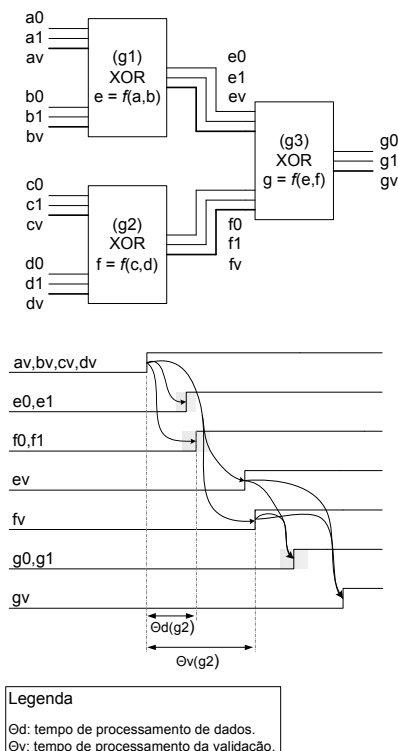 a0
a1
av
(g1)
XOR
e = f(a,b)
b0
b1
bv
e0
e1
ev
(g3)
XOR
g = f(e,f)
g0
g1
gv
c0
c1
cv
(g2)
XOR
f = f(c,d)
d0
d1
dv
f0
f1
fv
av,bv,cv,dv
e0,e1
f0,f1
ev
fv
g0,g1
gv
Θd(g2)
Θv(g2)
Legenda
Θd: tempo de processamento de dados.
Θv: tempo de processamento da validação.